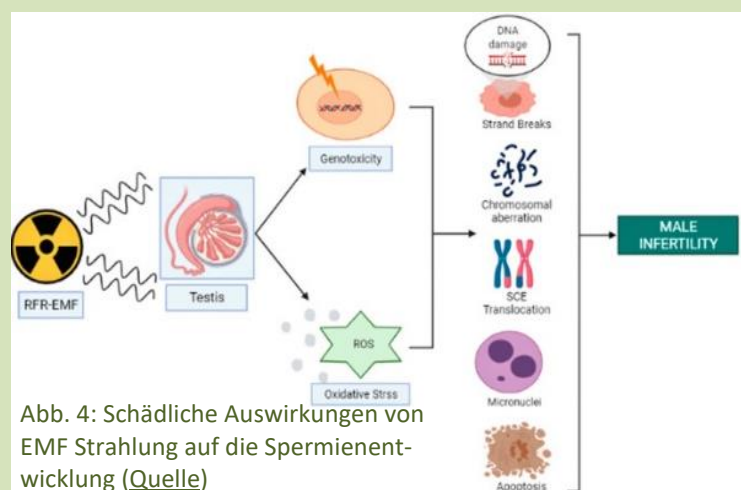 DNA
damage
Strand Breaks
Genotoxicity
Chromosomal
aberration
MALE
INFERTILITY
RFR-EMF
Testis
SCE
Translocation
ROS
Oxidative Strss
Micronuclei
Apoptosis
Abb. 4: Schädliche Auswirkungen von
EMF Strahlung auf die Spermienent-
wicklung (Quelle)